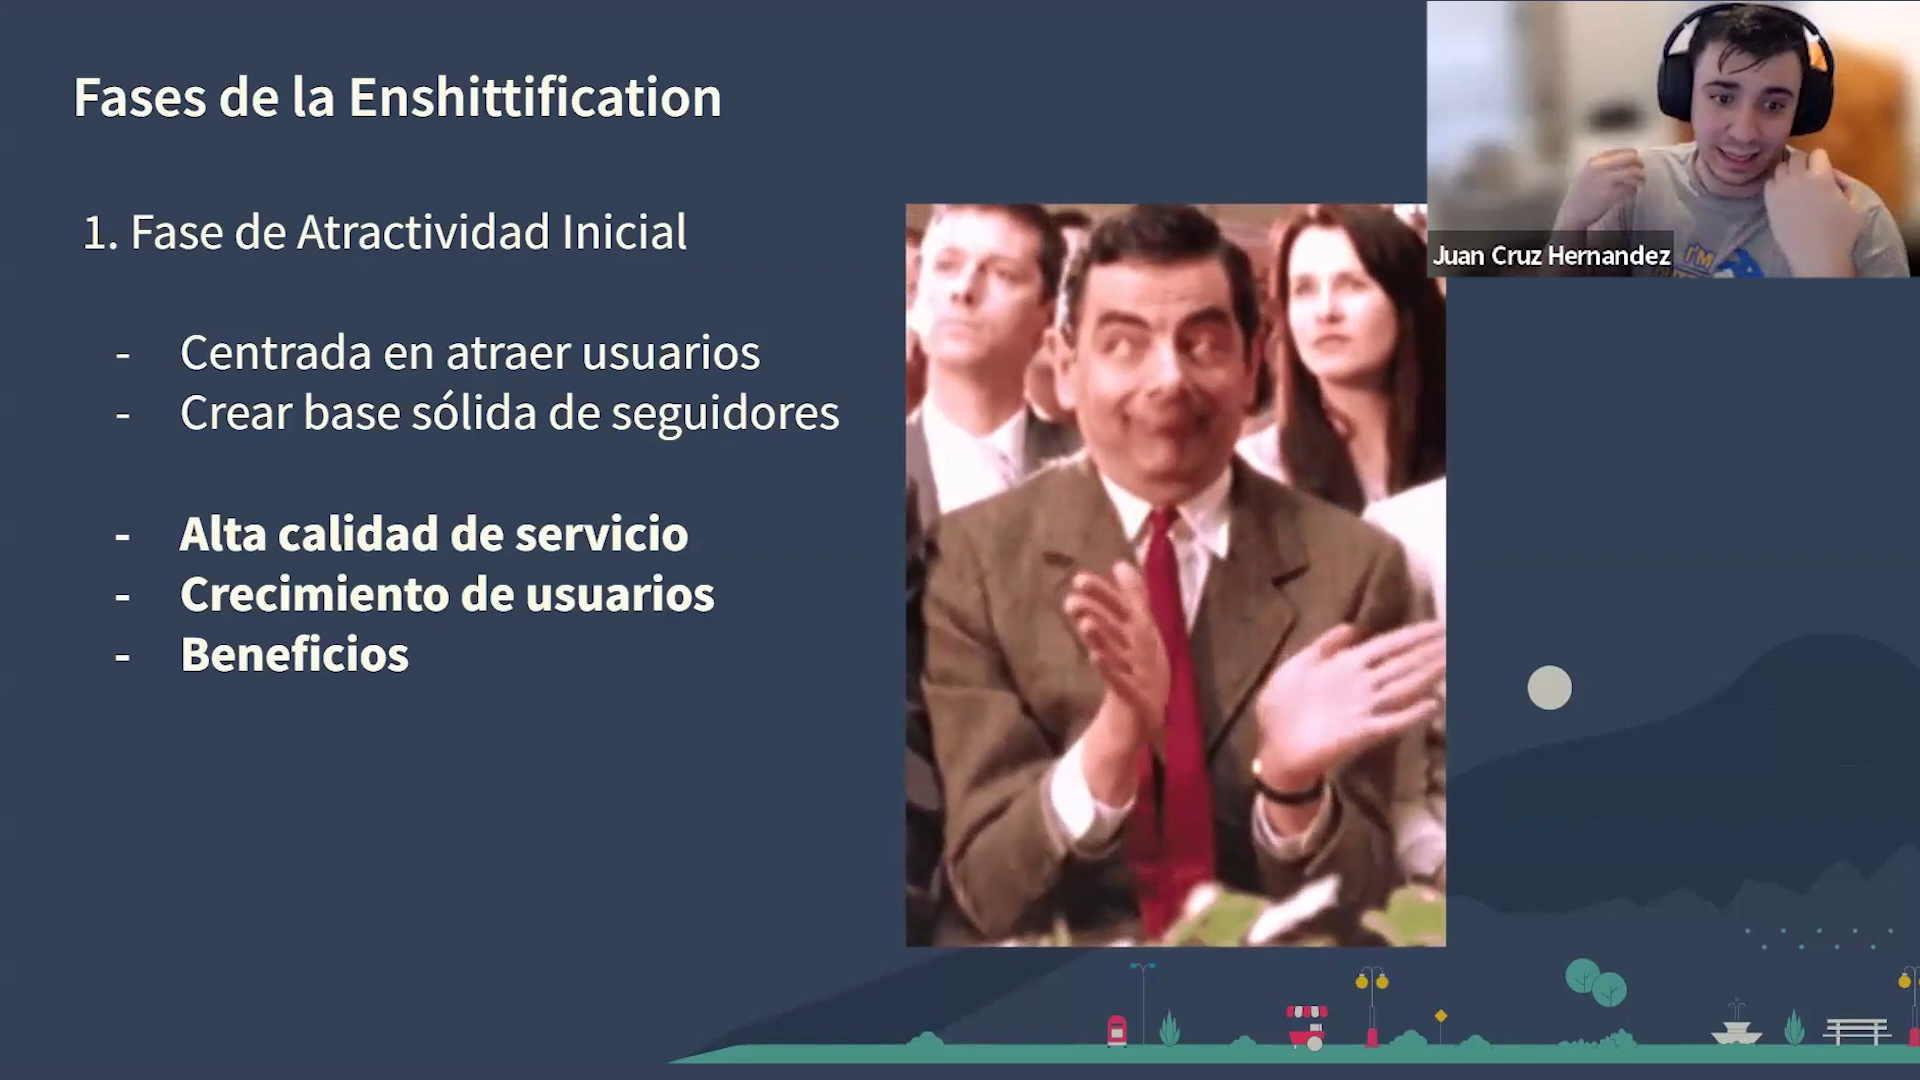 Fases de la Enshittification
1. Fase de Atractividad Inicial
- Centrada en atraer usuarios
- Crear base sólida de seguidores
- Alta calidad de servicio
- Crecimiento de usuarios
- Beneficios
Juan Cruz Hernandez
I'M